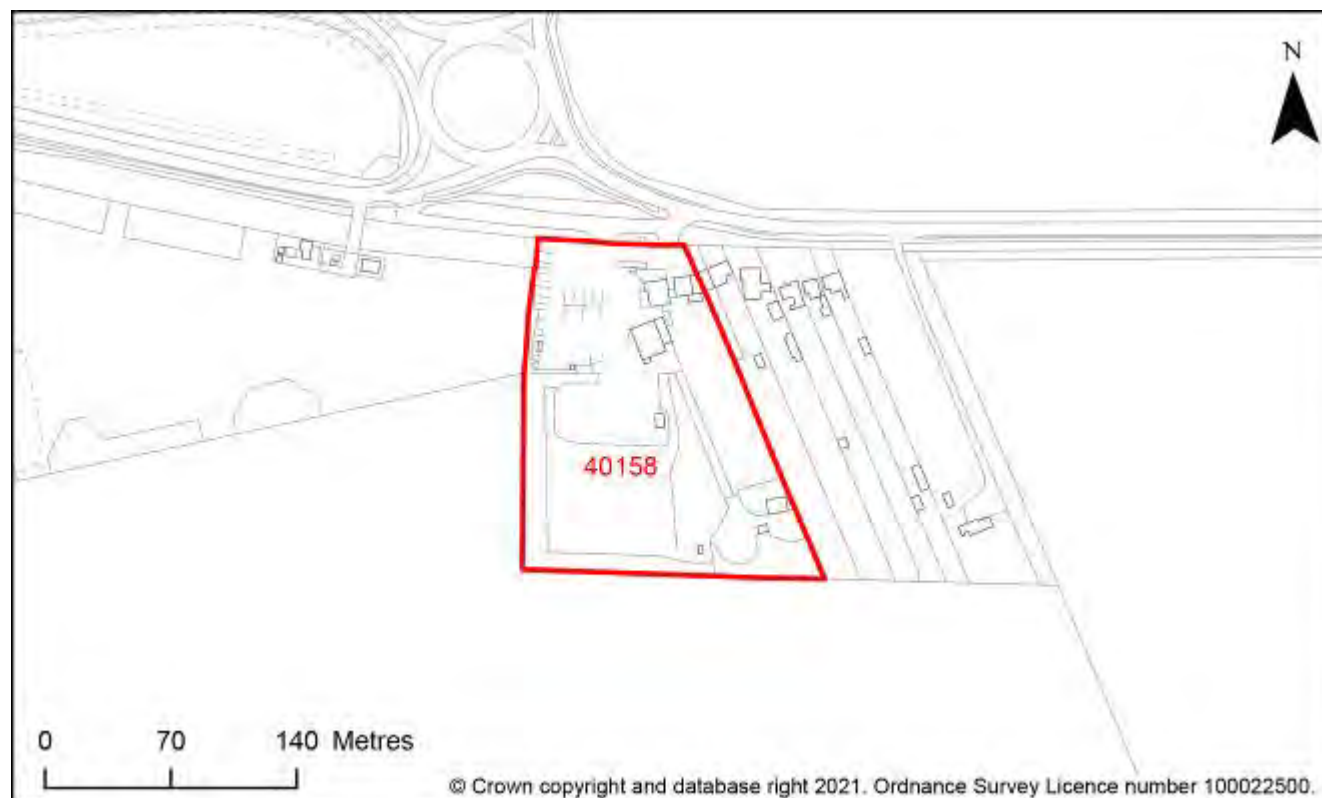 N
40158
0 70 140 Metres
© Crown copyright and database right 2021. Ordnance Survey Licence number 100022500.